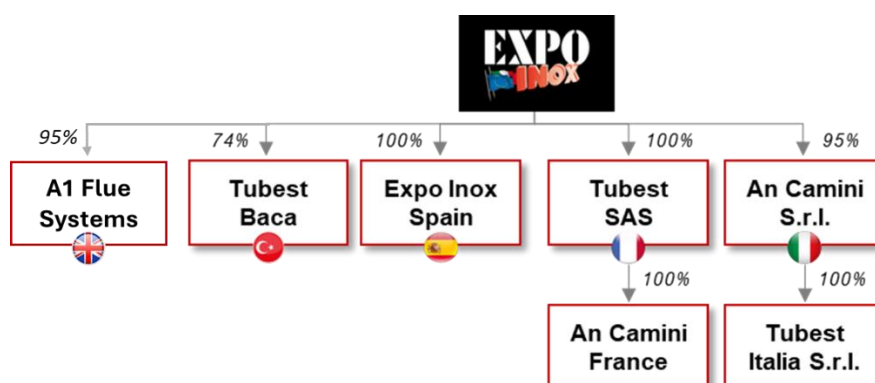 EXPO
INOX
95%
74%
100%
100%
95%
A1 Flue
Systems
Tubest
Baca
Expo Inox
Spain
Tubest
SAS
An Camini
S.r.l.
100%
100%
An Camini
France
Tubest
Italia S.r.l.